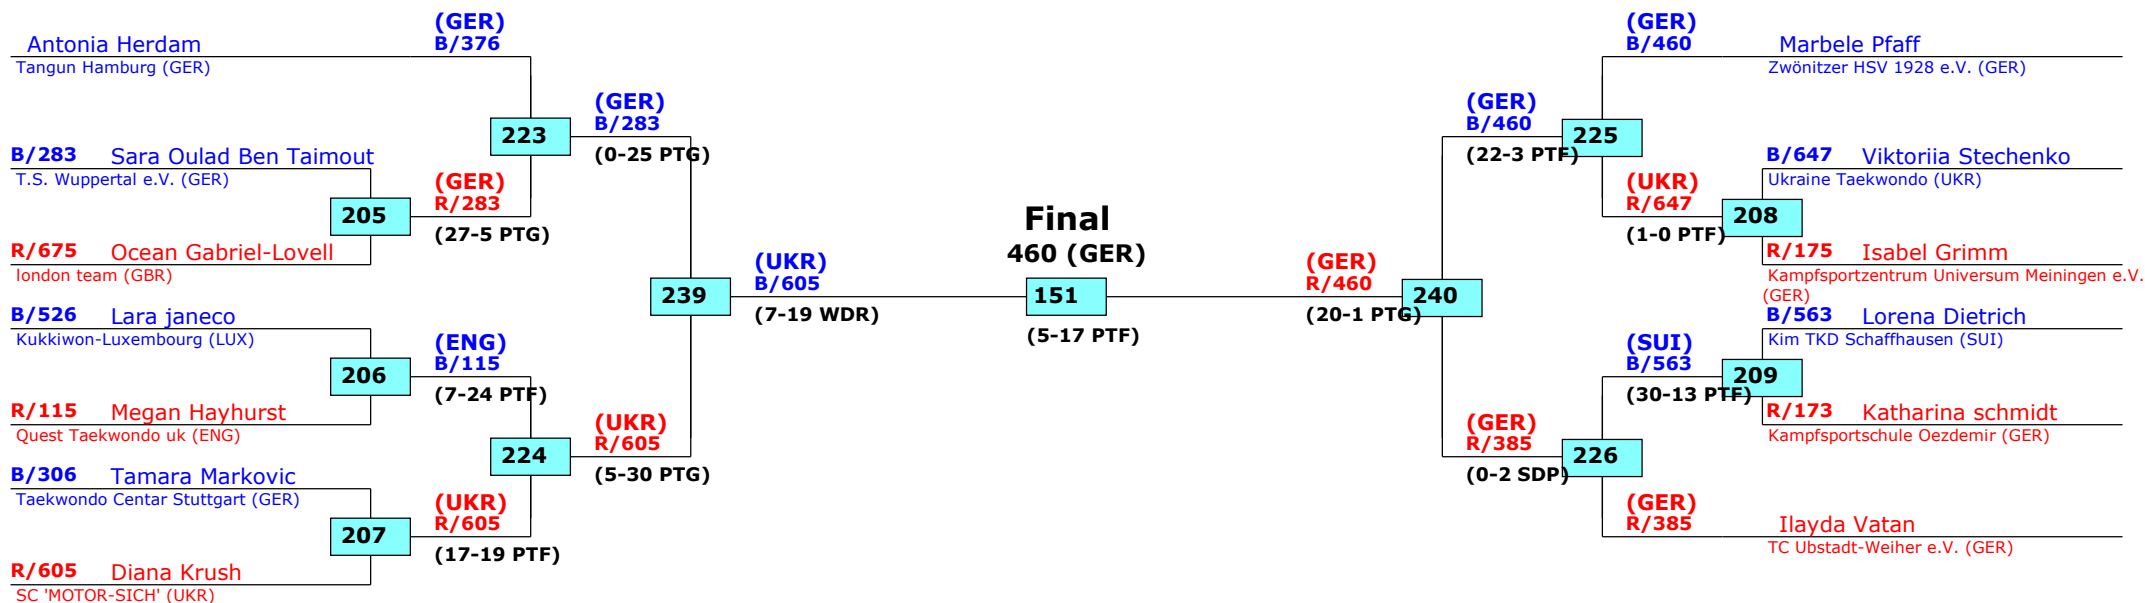 (GER)
B/376
Antonia Herdam
Tangun Hamburg (GER)
223
(GER)
B/283
(0-25 PTG)
B/283 Sara Oulad Ben Taimout
T.S. Wuppertal e.V. (GER)
205
(GER)
R/283
(27-5 PTG)
R/675 Ocean Gabriel-Lovell
london team (GBR)
239
(UKR)
B/605
(7-19 WDR)
B/526 Lara janeco
Kukkiwon-Luxembourg (LUX)
206
(ENG)
B/115
(7-24 PTF)
R/115 Megan Hayhurst
Quest Taekwondo uk (ENG)
224
(UKR)
R/605
(5-30 PTG)
B/306 Tamara Markovic
Taekwondo Centar Stuttgart (GER)
207
(UKR)
R/605
(17-19 PTF)
R/605 Diana Krush
SC 'MOTOR-SICH' (UKR)
Final
460 (GER)
151
(5-17 PTF)
(GER)
R/460
(20-1 PTG)
240
(GER)
B/460
(22-3 PTF)
225
(GER)
B/460
Marbele Pfaff
Zwönitzer HSV 1928 e.V. (GER)
B/647 Viktoriia Stechenko
Ukraine Taekwondo (UKR)
(UKR)
R/647
(1-0 PTF)
208
R/175 Isabel Grimm
Kampfsportzentrum Universum Meiningen e.V.
(GER)
B/563 Lorena Dietrich
Kim TKD Schaffhausen (SUI)
(SUI)
B/563
(30-13 PTF)
209
R/173 Katharina schmidt
Kampfsportschule Oezdemir (GER)
(GER)
R/385
(0-2 SDP)
226
(GER)
R/385
Ilayda Vatan
TC Ubstadt-Weiher e.V. (GER)